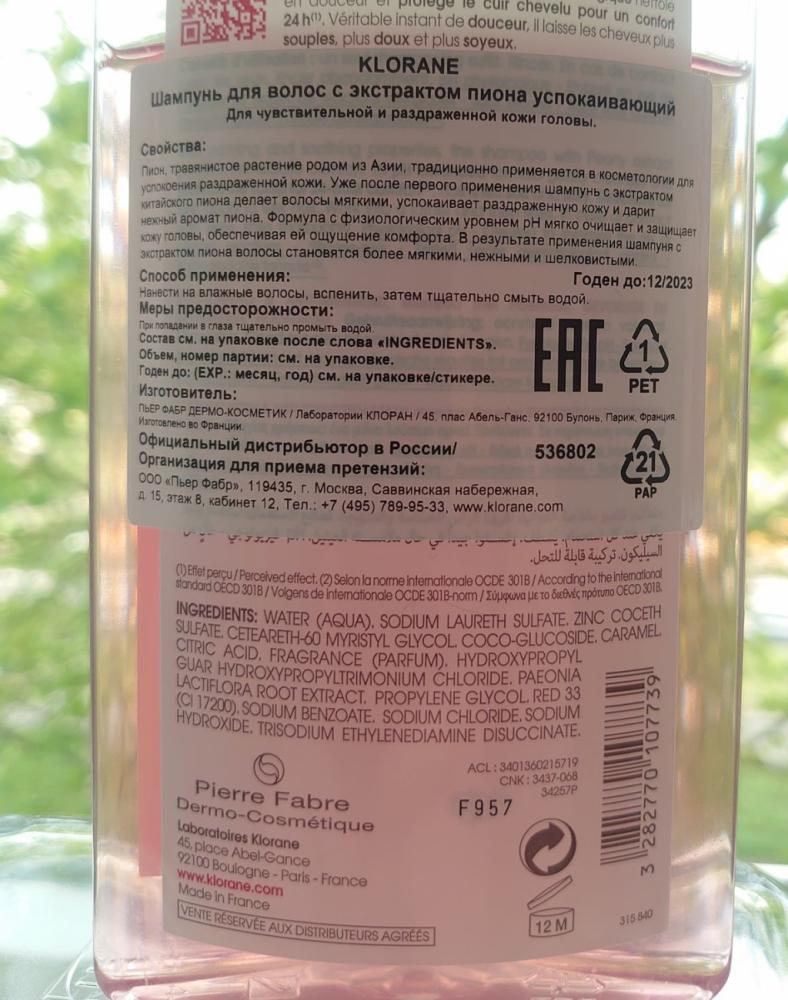 en douceur et protège le cuir chevelu pour un confort
24 h⁽¹⁾. Véritable instant de douceur, il laisse les cheveux plus
souples, plus doux et plus soyeux.
KLORANE
Шампунь для волос с экстрактом пиона успокаивающий
Для чувствительной и раздраженной кожи головы.
Свойства:
Пион, травянистое растение родом из Азии, традиционно применяется в косметологии для
успокоения раздраженной кожи. Уже после первого применения шампунь с экстрактом
китайского пиона делает волосы мягкими, успокаивает раздраженную кожу и дарит
нежный аромат пиона. Формула с физиологическим уровнем pH мягко очищает и защищает
кожу головы, обеспечивая ей ощущение комфорта. В результате применения шампуня с
экстрактом пиона волосы становятся более мягкими, нежными и шелковистыми.
Способ применения:
Годен до:12/2023
Нанести на влажные волосы, вспенить, затем тщательно смыть водой.
Меры предосторожности:
При попадании в глаза тщательно промыть водой.
Состав см. на упаковке после слова «INGREDIENTS».
Объем, номер партии: см. на упаковке.
Годен до: (EXP.: месяц, год) см. на упаковке/стикере.
EAC
1
PET
Изготовитель:
ПЬЕР ФАБР ДЕРМО-КОСМЕТИК / Лаборатории КЛОРАН / 45, плас Абель-Ганс, 92100 Булонь, Париж, Франция.
Изготовлено во Франции.
Официальный дистрибьютор в России/
Организация для приема претензий:
536802
21
PAP
ООО «Пьер Фабр», 119435, г. Москва, Саввинская набережная,
д. 15, этаж 8, кабинет 12, Тел.: +7 (495) 789-95-33, www.klorane.com
السيليكون. تركيبة قابلة للتحل.
(1) Effet perçu / Perceived effect. (2) Selon la norme internationale OCDE 301B / According to the international
standard OECD 301B / Volgens de internationale OCDE 301B-norm / Σύμφωνα με το διεθνές πρότυπο OECD 301B.
INGREDIENTS: WATER (AQUA). SODIUM LAURETH SULFATE. ZINC COCETH
SULFATE. CETEARETH-60 MYRISTYL GLYCOL. COCO-GLUCOSIDE. CARAMEL.
CITRIC ACID. FRAGRANCE (PARFUM). HYDROXYPROPYL
GUAR HYDROXYPROPYLTRIMONIUM CHLORIDE. PAEONIA
LACTIFLORA ROOT EXTRACT. PROPYLENE GLYCOL. RED 33
(CI 17200). SODIUM BENZOATE. SODIUM CHLORIDE. SODIUM
HYDROXIDE. TRISODIUM ETHYLENEDIAMINE DISUCCINATE.
ACL : 3401360215719
CNK : 3437-068
34257P
F957
Pierre Fabre
Dermo-Cosmétique
Laboratoires Klorane
45, place Abel-Gance
92100 Boulogne - Paris - France
www.klorane.com
Made in France
VENTE RÉSERVÉE AUX DISTRIBUTEURS AGRÉÉS
12 M
3 282770 107739
315 840